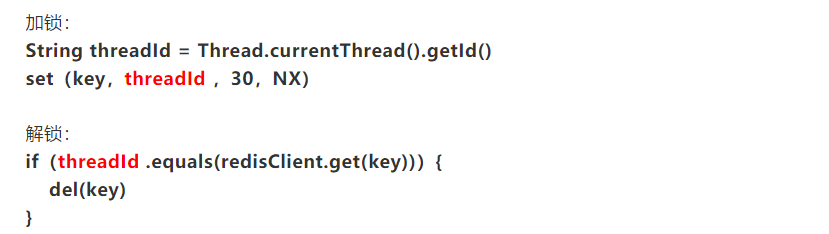 加锁：
String threadId = Thread.currentThread().getId()
set（key，threadId ，30，NX）
解锁：
if（threadId .equals(redisClient.get(key))）{
del(key)
}